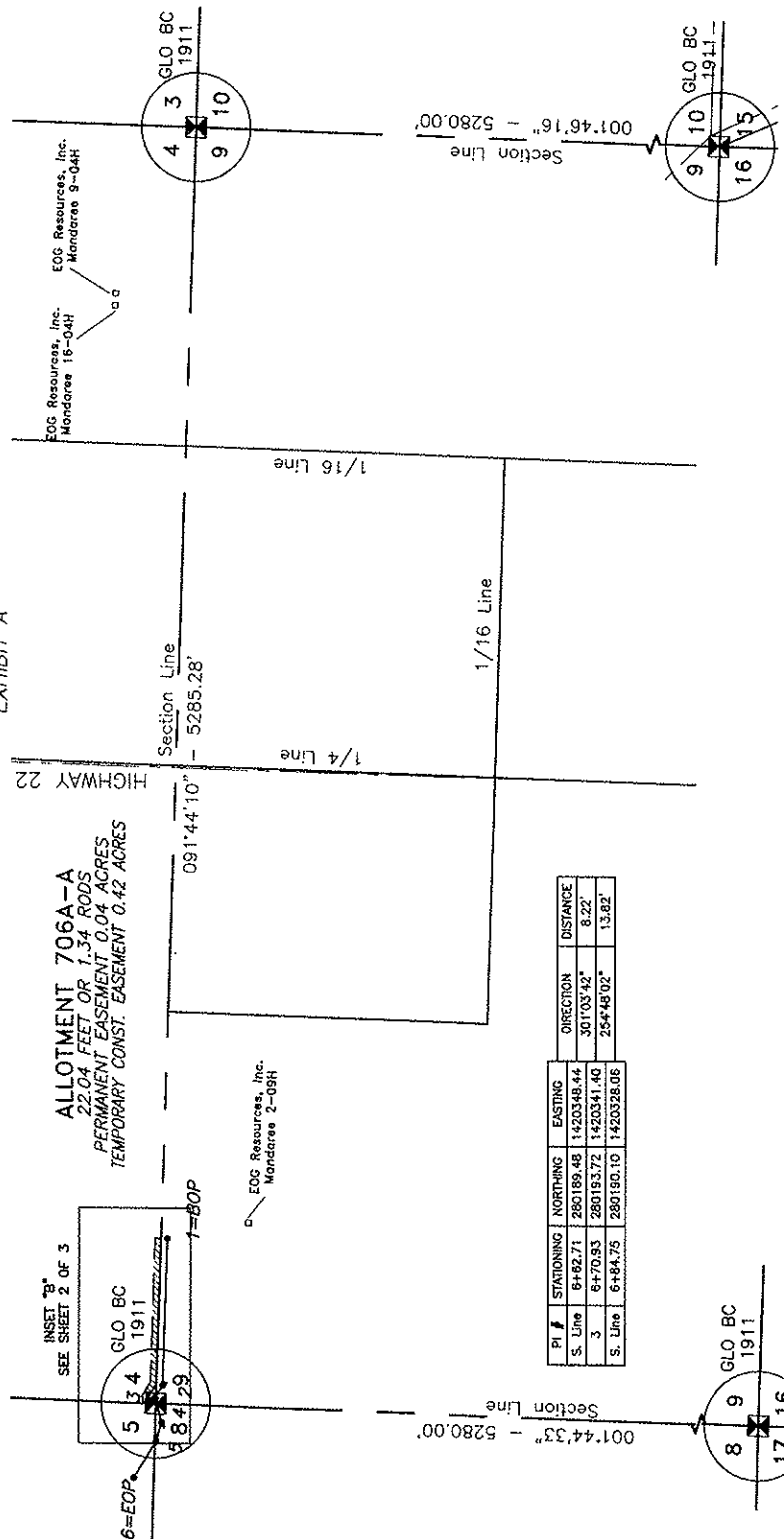 EXHIBIT A
INSET "B"
SEE SHEET 2 OF 3
ALLOTMENT 706A-A
22.04 FEET OR 1.34 RODS
PERMANENT EASEMENT 0.04 ACRES
TEMPORARY CONST. EASEMENT 0.42 ACRES
HIGHWAY 22
EOG Resources, Inc.
Mandaree 16-04H
EOG Resources, Inc.
Mandaree 9-04H
GLO BC
1911
5
3
4
5
8
4
2
9
6=EOP
1=BOP
EOG Resources, Inc.
Mandaree 2-09H
Section Line
091°44'10" - 5285.28'
1/4 Line
1/16 Line
1/16 Line
GLO BC
1911
4
3
9
10
Section Line
001°46'16" - 5280.00'
GLO BC
1911
9
10
16
15
Section Line
001°44'33" - 5280.00'
GLO BC
1911
8
9
17
16
PI # STATIONING NORTHING EASTING DIRECTION DISTANCE
S. Line 6+62.71 280189.48 1420348.44 301°03'42" 8.22'
3 6+70.93 280193.72 1420341.40 254°48'02" 13.82'
S. Line 6+84.75 280190.10 1420328.06